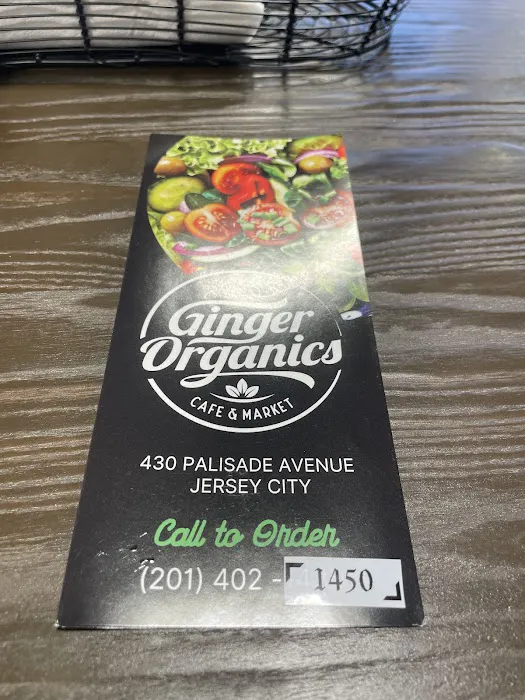 Ginger
Organics
CAFE & MARKET
430 PALISADE AVENUE
JERSEY CITY
Call to Order
(201) 402 - 1450